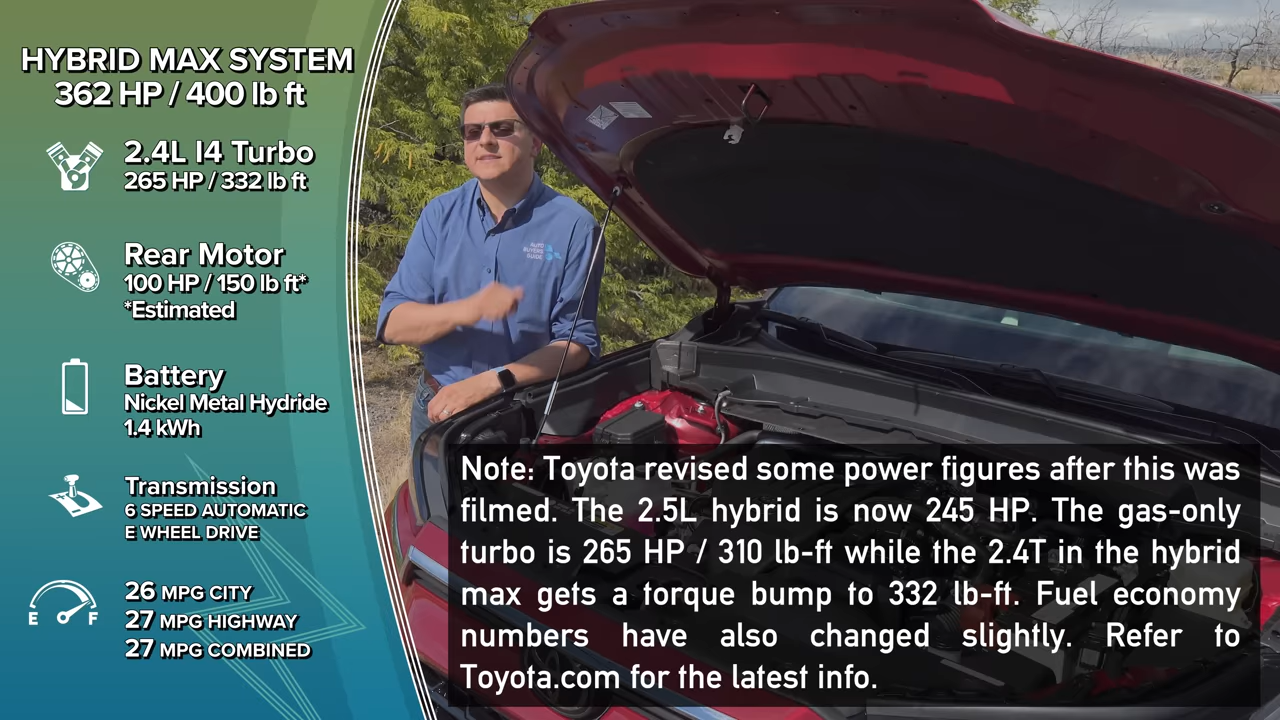 HYBRID MAX SYSTEM
362 HP / 400 lb ft
2.4L I4 Turbo
265 HP / 332 lb ft
Rear Motor
100 HP / 150 lb ft*
*Estimated
Battery
Nickel Metal Hydride
1.4 kWh
Transmission
6 SPEED AUTOMATIC
E WHEEL DRIVE
E F
26 MPG CITY
27 MPG HIGHWAY
27 MPG COMBINED
AUTO
BUYERS
GUIDE
Note: Toyota revised some power figures after this was
filmed. The 2.5L hybrid is now 245 HP. The gas-only
turbo is 265 HP / 310 lb-ft while the 2.4T in the hybrid
max gets a torque bump to 332 lb-ft. Fuel economy
numbers have also changed slightly. Refer to
Toyota.com for the latest info.